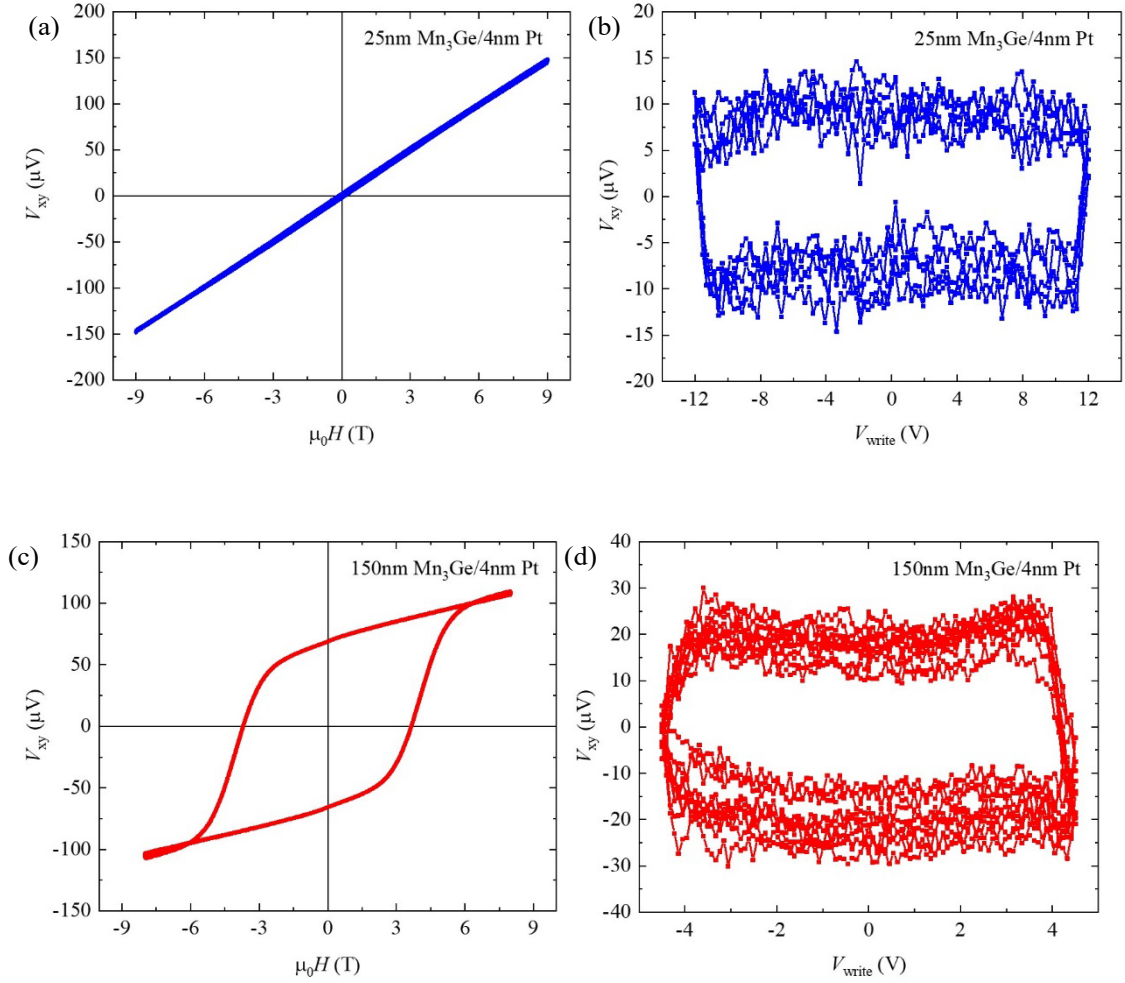 (a)
25nm Mn₃Ge/4nm Pt
200
150
100
50
0
-50
-100
-150
-200
Vxy (μV)
-9 -6 -3 0 3 6 9
μ₀H (T)
(b)
25nm Mn₃Ge/4nm Pt
20
15
10
5
0
-5
-10
-15
-20
Vxy (μV)
-12 -8 -4 0 4 8 12
Vwrite (V)
(c)
150nm Mn₃Ge/4nm Pt
150
100
50
0
-50
-100
-150
Vxy (μV)
-9 -6 -3 0 3 6 9
μ₀H (T)
(d)
150nm Mn₃Ge/4nm Pt
40
30
20
10
0
-10
-20
-30
-40
Vxy (μV)
-4 -2 0 2 4
Vwrite (V)